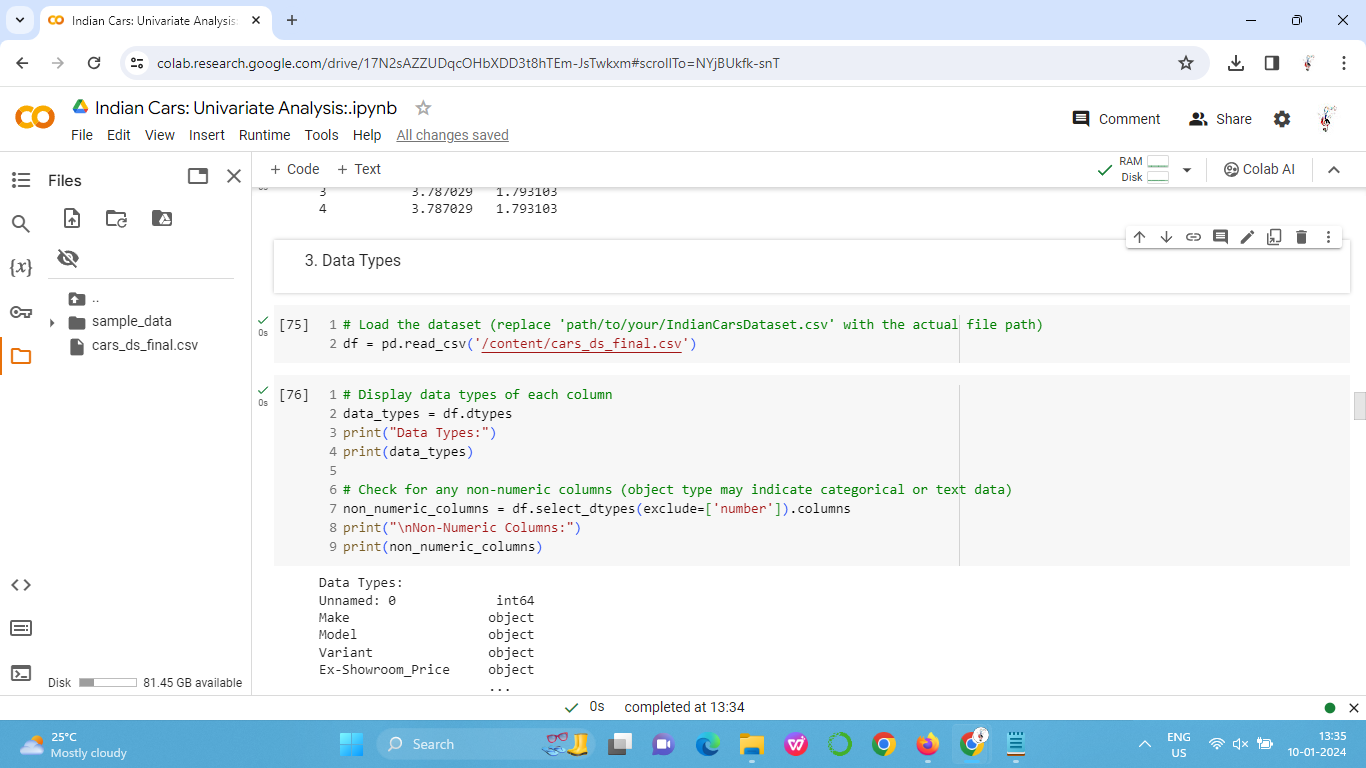 Indian Cars: Univariate Analysis
colab.research.google.com/drive/17N2sAZZUDqcOHbXDD3t8hTEm-JsTwkxm#scrollTo=NYjBUkfk-snT
Indian Cars: Univariate Analysis:.ipynb
File Edit View Insert Runtime Tools Help All changes saved
Comment Share
Files
+ Code + Text
RAM
Disk
Colab AI
3 3.787029 1.793103
4 3.787029 1.793103
3. Data Types
..
sample_data
cars_ds_final.csv
{x}
0s
[75]
1 # Load the dataset (replace 'path/to/your/IndianCarsDataset.csv' with the actual file path)
2 df = pd.read_csv('/content/cars_ds_final.csv')
0s
[76]
1 # Display data types of each column
2 data_types = df.dtypes
3 print("Data Types:")
4 print(data_types)
5
6 # Check for any non-numeric columns (object type may indicate categorical or text data)
7 non_numeric_columns = df.select_dtypes(exclude=['number']).columns
8 print("\nNon-Numeric Columns:")
9 print(non_numeric_columns)
Data Types:
Unnamed: 0 int64
Make object
Model object
Variant object
Ex-Showroom_Price object
...
Disk 81.45 GB available
0s completed at 13:34
25°C
Mostly cloudy
Search
ENG
US
13:35
10-01-2024